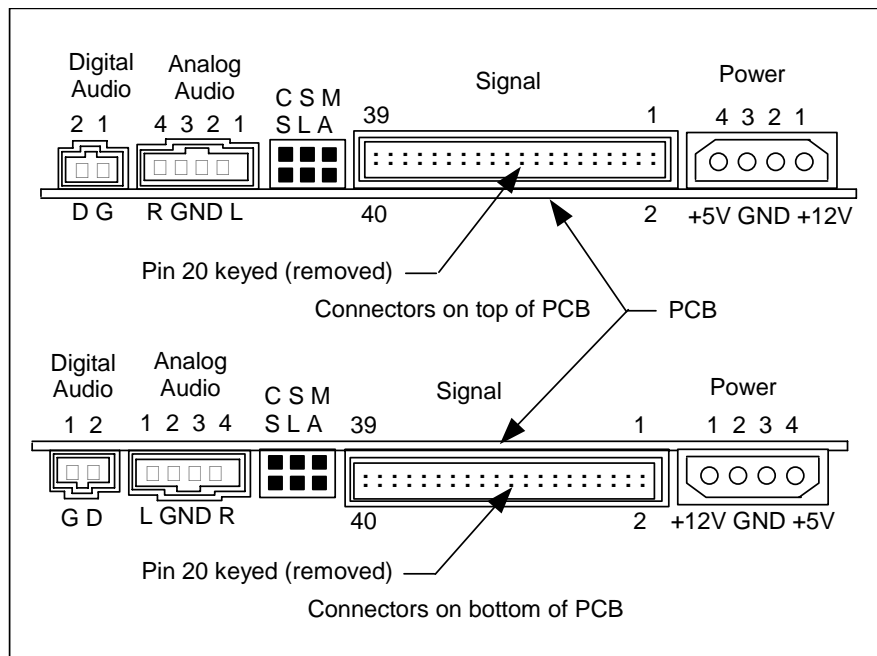 Digital Audio
Analog Audio
C S M
S L A
Signal
Power
2 1
4 3 2 1
39
1
4 3 2 1
D G
R GND L
40
2
+5V GND +12V
Pin 20 keyed (removed)
Connectors on top of PCB
PCB
Digital Audio
Analog Audio
C S M
S L A
Signal
Power
1 2
1 2 3 4
39
1
1 2 3 4
G D
L GND R
40
2
+12V GND +5V
Pin 20 keyed (removed)
Connectors on bottom of PCB